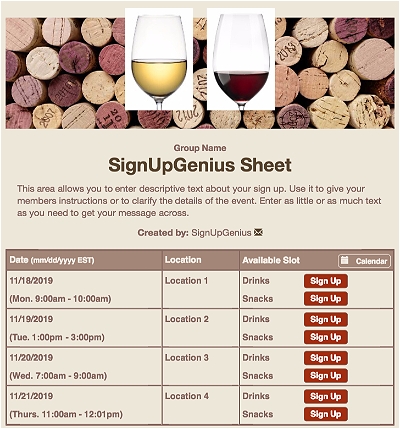 Group Name
SignUpGenius Sheet
This area allows you to enter descriptive text about your sign up. Use it to give your
members instructions or to clarify the details of the event. Enter as little or as much text
as you need to get your message across.
Created by: SignUpGenius
Date (mm/dd/yyyy EST) Location Available Slot Calendar
11/18/2019 Location 1 Drinks Sign Up
(Mon. 9:00am - 10:00am) Snacks Sign Up
11/19/2019 Location 2 Drinks Sign Up
(Tue. 1:00pm - 3:00pm) Snacks Sign Up
11/20/2019 Location 3 Drinks Sign Up
(Wed. 7:00am - 9:00am) Snacks Sign Up
11/21/2019 Location 4 Drinks Sign Up
(Thurs. 11:00am - 12:01pm) Snacks Sign Up